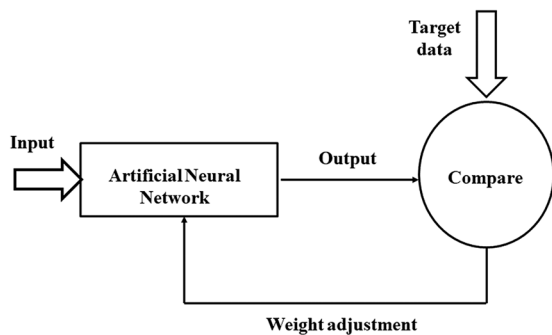 Target
data
Input
Artificial Neural
Network
Output
Compare
Weight adjustment